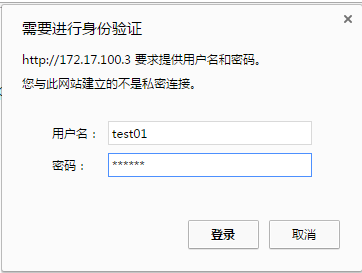 需要进行身份验证
http://172.17.100.3 要求提供用户名和密码。
您与此网站建立的不是私密连接。
用户名： test01
密码： ******
登录 取消